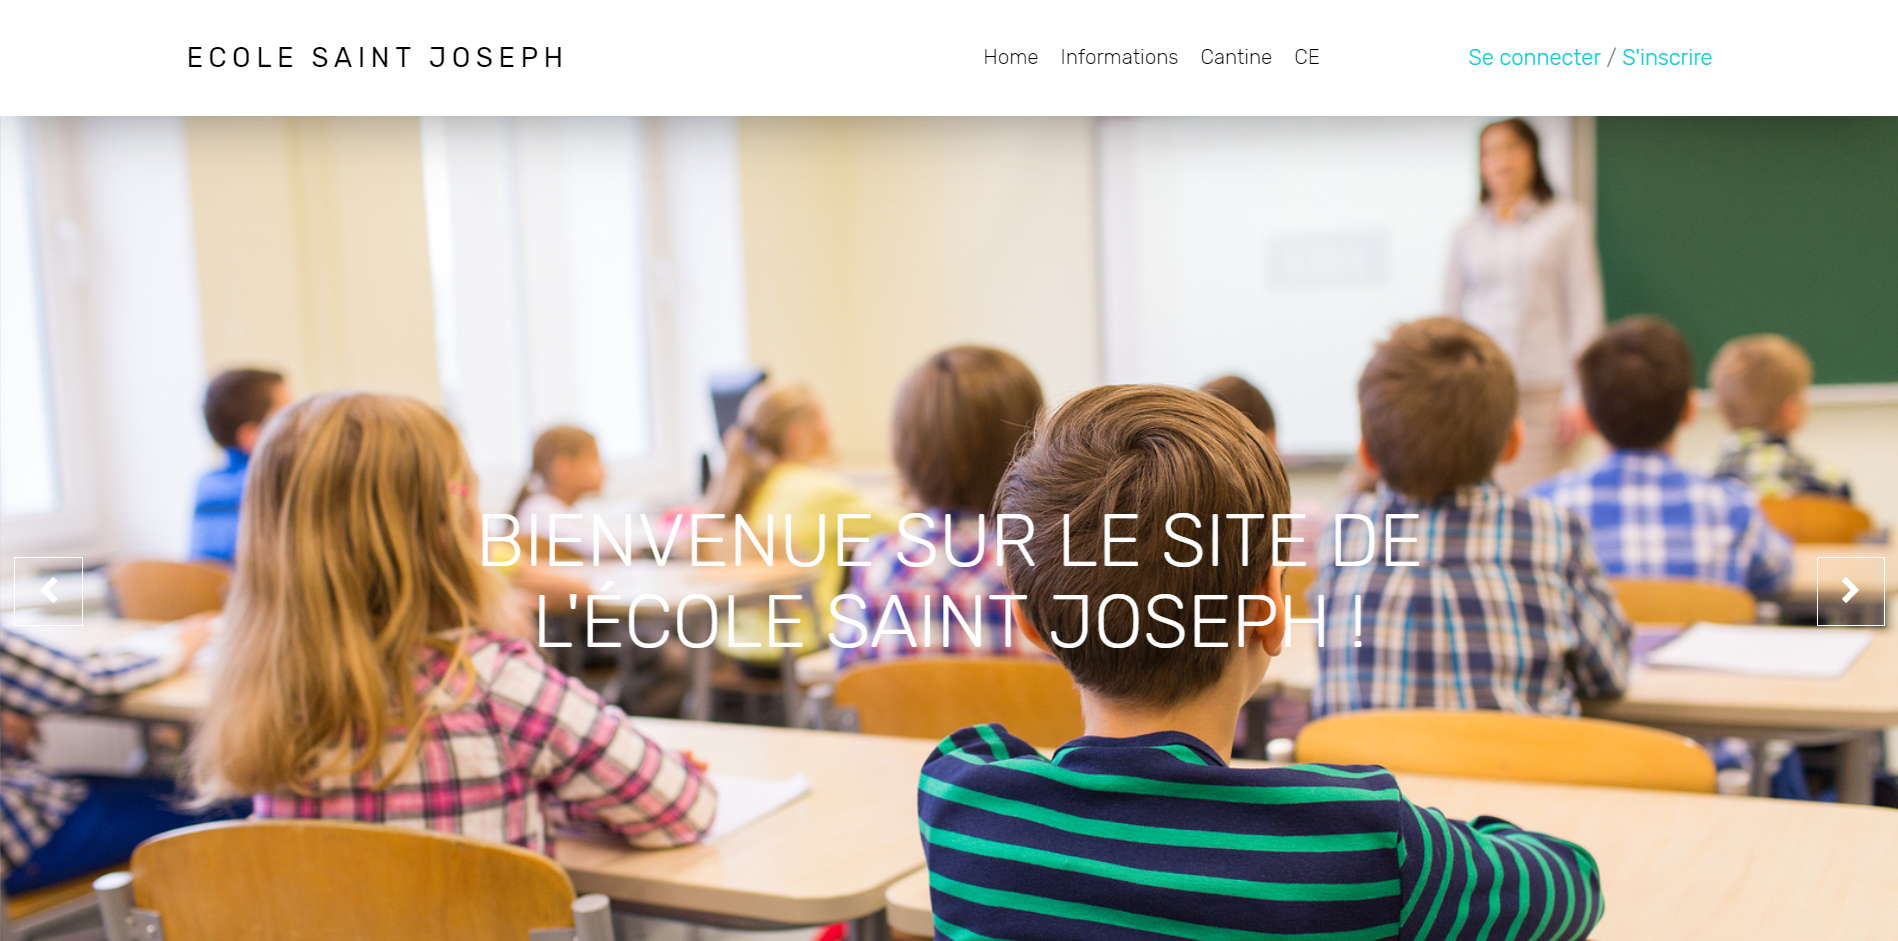 ECOLE SAINT JOSEPH
Home Informations Cantine CE
Se connecter / S'inscrire
BIENVENUE SUR LE SITE DE
L'ÉCOLE SAINT JOSEPH !